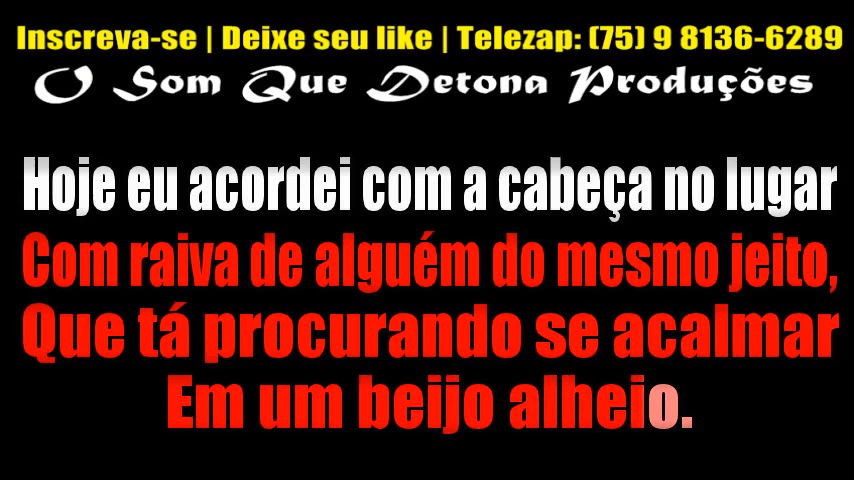 Inscreva-se | Deixe seu like | Telezap: (75) 9 8136-6289
O Som Que Detona Produções
Hoje eu acordei com a cabeça no lugar
Com raiva de alguém do mesmo jeito,
Que tá procurando se acalmar
Em um beijo alheio.